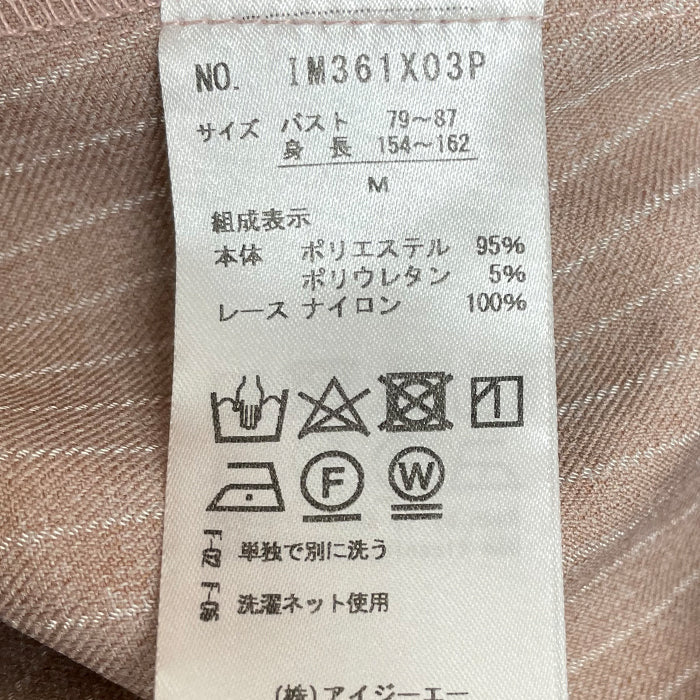 NO. IM361X03P
サイズ バスト 79〜87
身長 154〜162
M
組成表示
本体 ポリエステル 95%
ポリウレタン 5%
レース ナイロン 100%
F W
単独で別に洗う
洗濯ネット使用
(株)アイジーエー